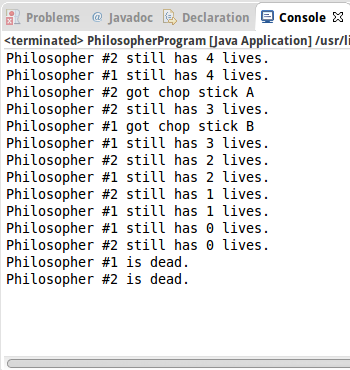 Problems @ Javadoc Declaration Console
<terminated> PhilosopherProgram [Java Application] /usr/li
Philosopher #2 still has 4 lives.
Philosopher #1 still has 4 lives.
Philosopher #2 got chop stick A
Philosopher #2 still has 3 lives.
Philosopher #1 got chop stick B
Philosopher #1 still has 3 lives.
Philosopher #2 still has 2 lives.
Philosopher #1 still has 2 lives.
Philosopher #2 still has 1 lives.
Philosopher #1 still has 1 lives.
Philosopher #1 still has 0 lives.
Philosopher #2 still has 0 lives.
Philosopher #1 is dead.
Philosopher #2 is dead.